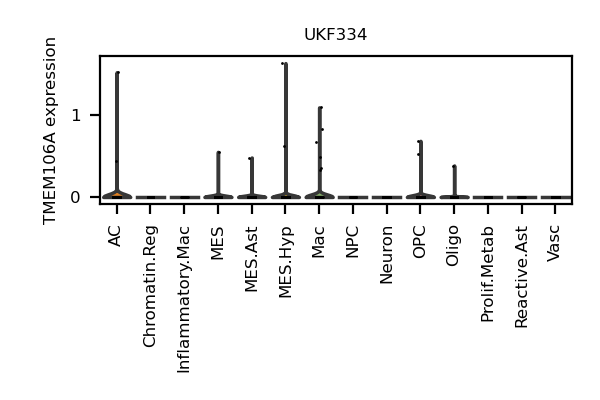 UKF334
TMEM106A expression
1
0
AC
Chromatin.Reg
Inflammatory.Mac
MES
MES.Ast
MES.Hyp
Mac
NPC
Neuron
OPC
Oligo
Prolif.Metab
Reactive.Ast
Vasc